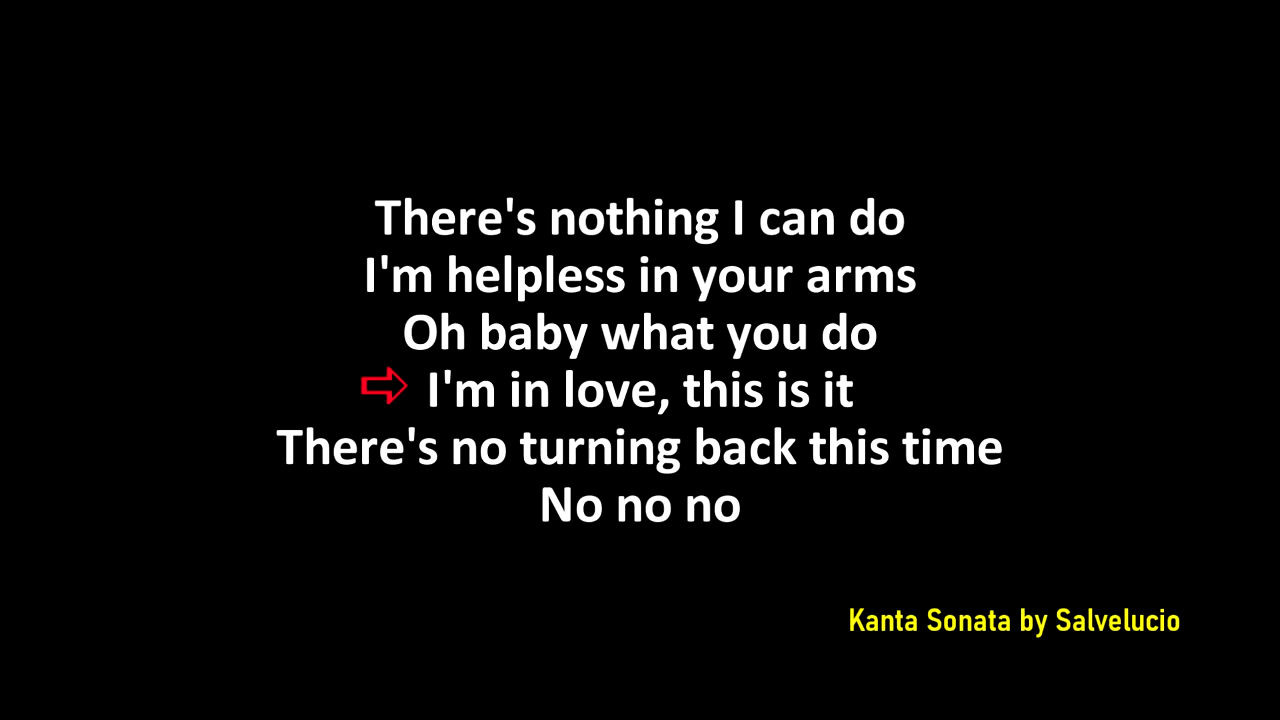 There's nothing I can do
I'm helpless in your arms
Oh baby what you do
⇨ I'm in love, this is it
There's no turning back this time
No no no
Kanta Sonata by Salvelucio